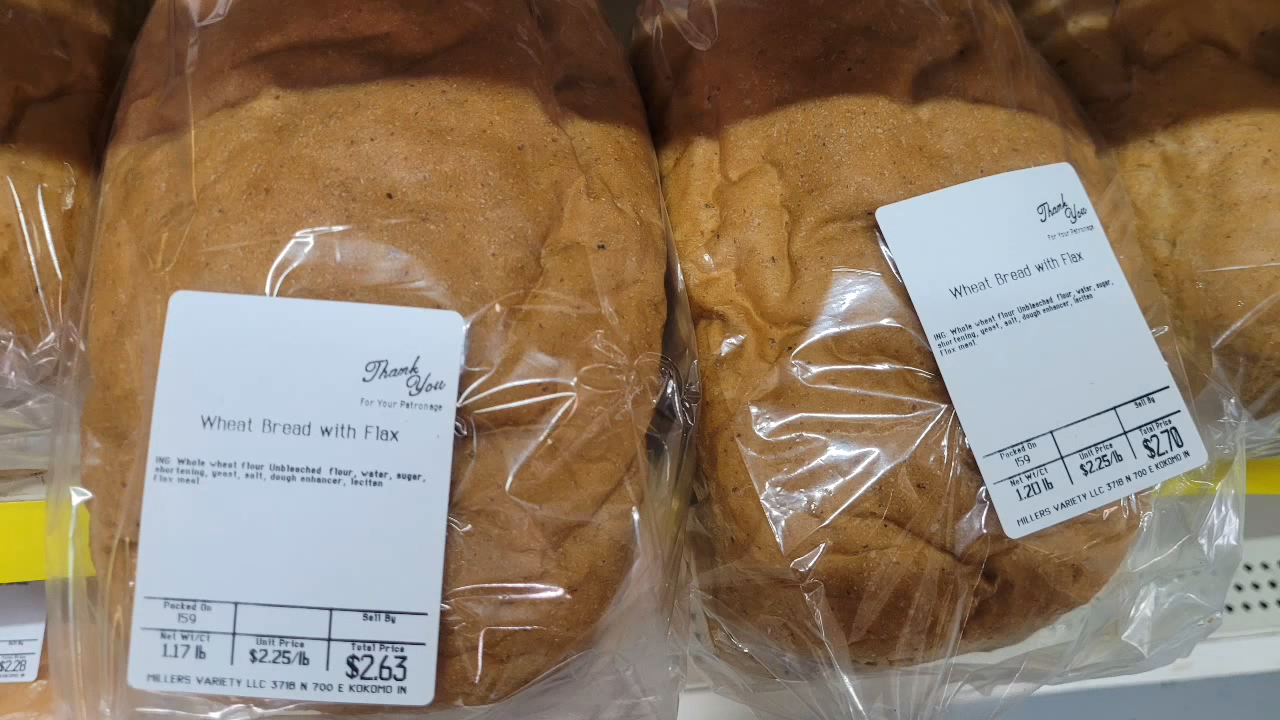 Thank
You
For Your Patronage
Wheat Bread with Flax
ING: Whole wheat flour Unbleached flour, water, sugar,
shortening, yeast, salt, dough enhancer, leciten
Flax meal
Packed On
159
Sell By
Net Wt/Ct
1.17 lb
Unit Price
$2.25/lb
Total Price
$2.63
MILLERS VARIETY LLC 3718 N 700 E KOKOMO IN
Thank
You
For Your Patronage
Wheat Bread with Flax
ING: Whole wheat flour Unbleached flour, water, sugar,
shortening, yeast, salt, dough enhancer, leciten
Flax meal
Packed On
159
Sell By
Net Wt/Ct
1.20 lb
Unit Price
$2.25/lb
Total Price
$2.70
MILLERS VARIETY LLC 3718 N 700 E KOKOMO IN
$2.28